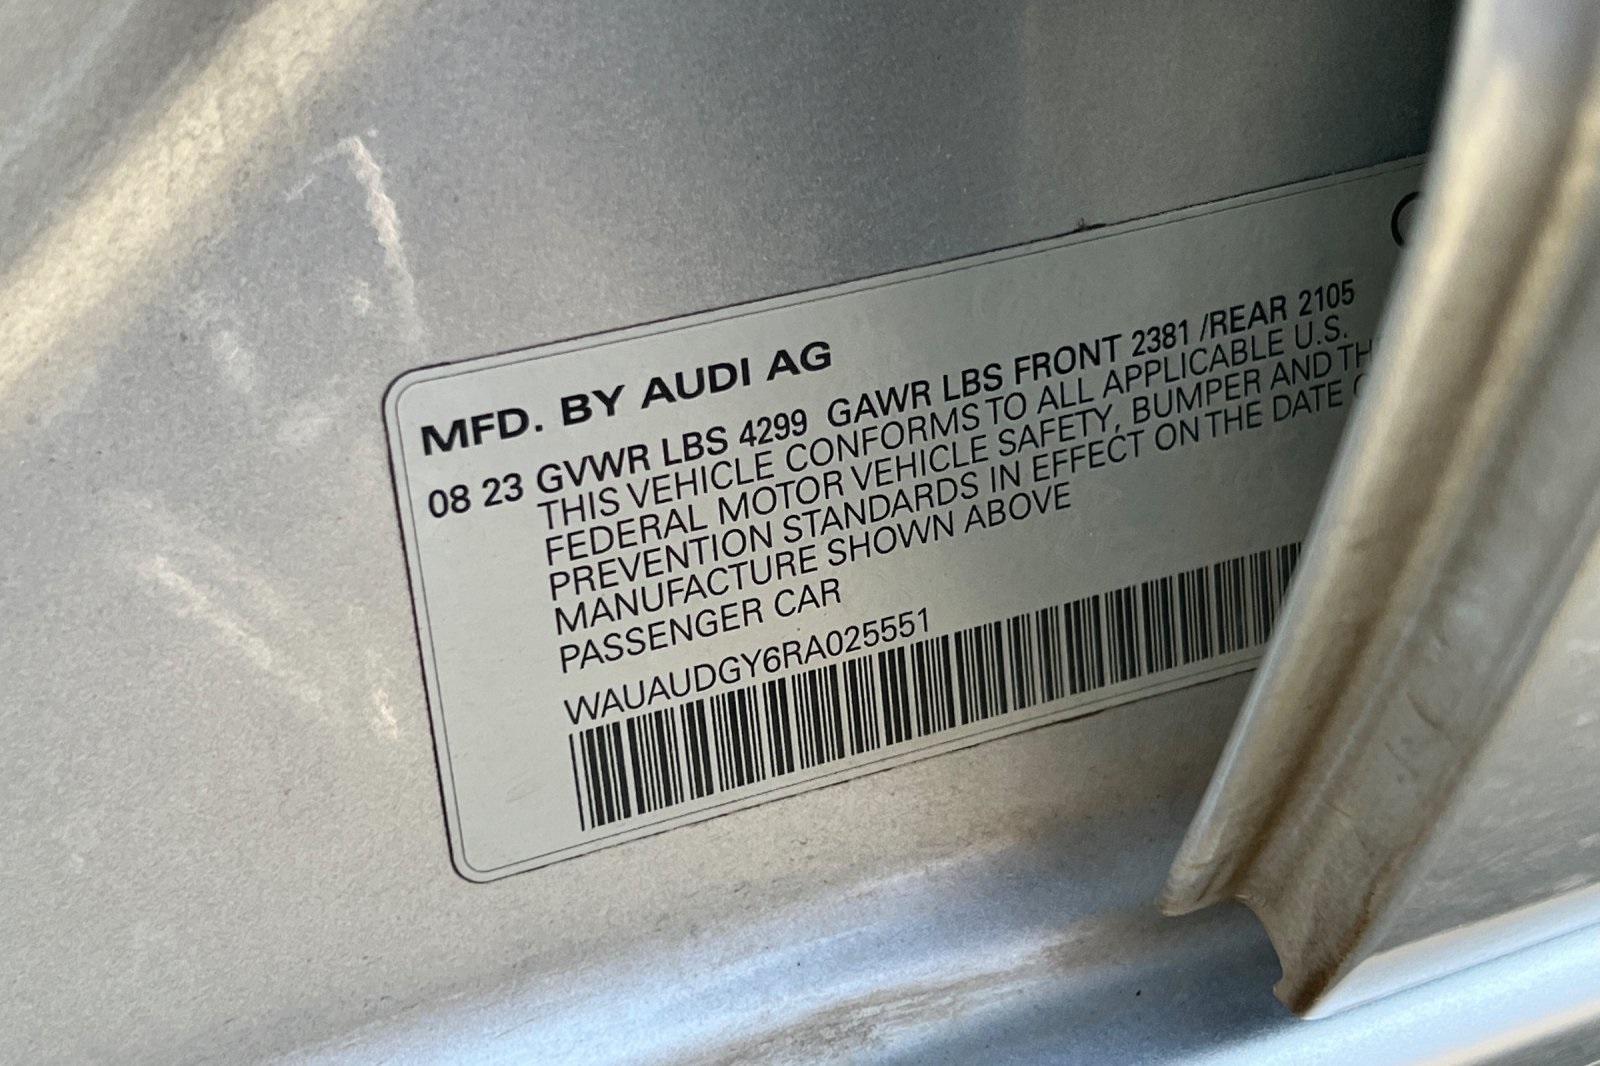 MFD. BY AUDI AG
08 23 GVWR LBS 4299 GAWR LBS FRONT 2381 /REAR 2105
THIS VEHICLE CONFORMS TO ALL APPLICABLE U.S.
FEDERAL MOTOR VEHICLE SAFETY, BUMPER AND
PREVENTION STANDARDS IN EFFECT ON THE DATE
MANUFACTURE SHOWN ABOVE
PASSENGER CAR
WAUAUDGY6RA025551